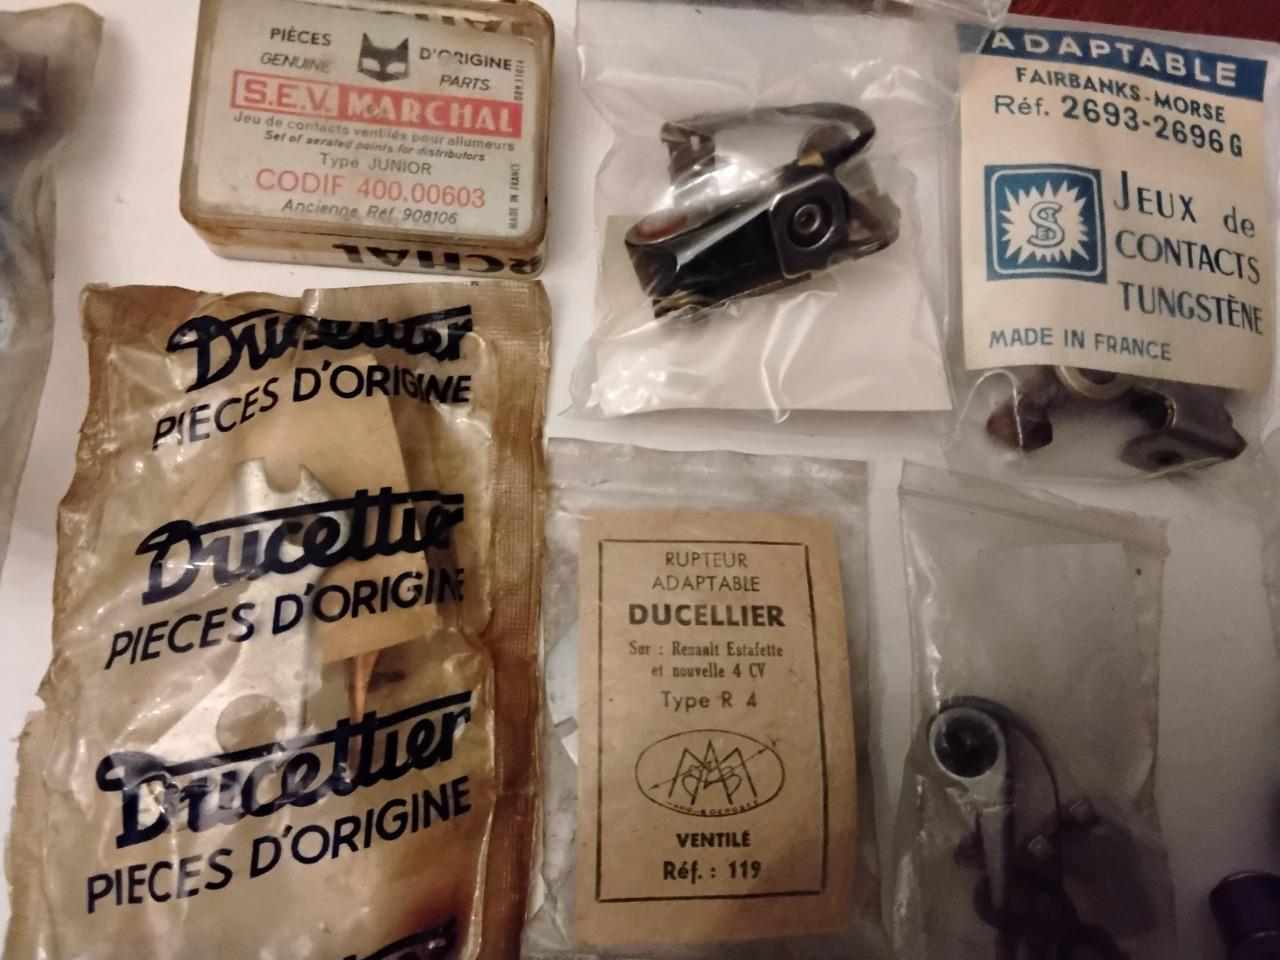 PIÈCES D'ORIGINE
GENUINE PARTS
S.E.V. MARCHAL
Jeu de contacts ventilés pour allumeurs
Set of aerated points for distributors
Type JUNIOR
CODIF 400.00603
Ancienne Réf. 908106
MADE IN FRANCE
RCHAL
ADAPTABLE
FAIRBANKS-MORSE
Réf. 2693-2696 G
JEUX de
CONTACTS
TUNGSTÈNE
MADE IN FRANCE
Ducellier
PIECES D'ORIGINE
Ducellier
PIECES D'ORIGINE
Ducellier
PIECES D'ORIGINE
Ducellier
RUPTEUR
ADAPTABLE
DUCELLIER
Sur : Renault Estafette
et nouvelle 4 CV
Type R 4
VENTILÉ
Réf. : 119